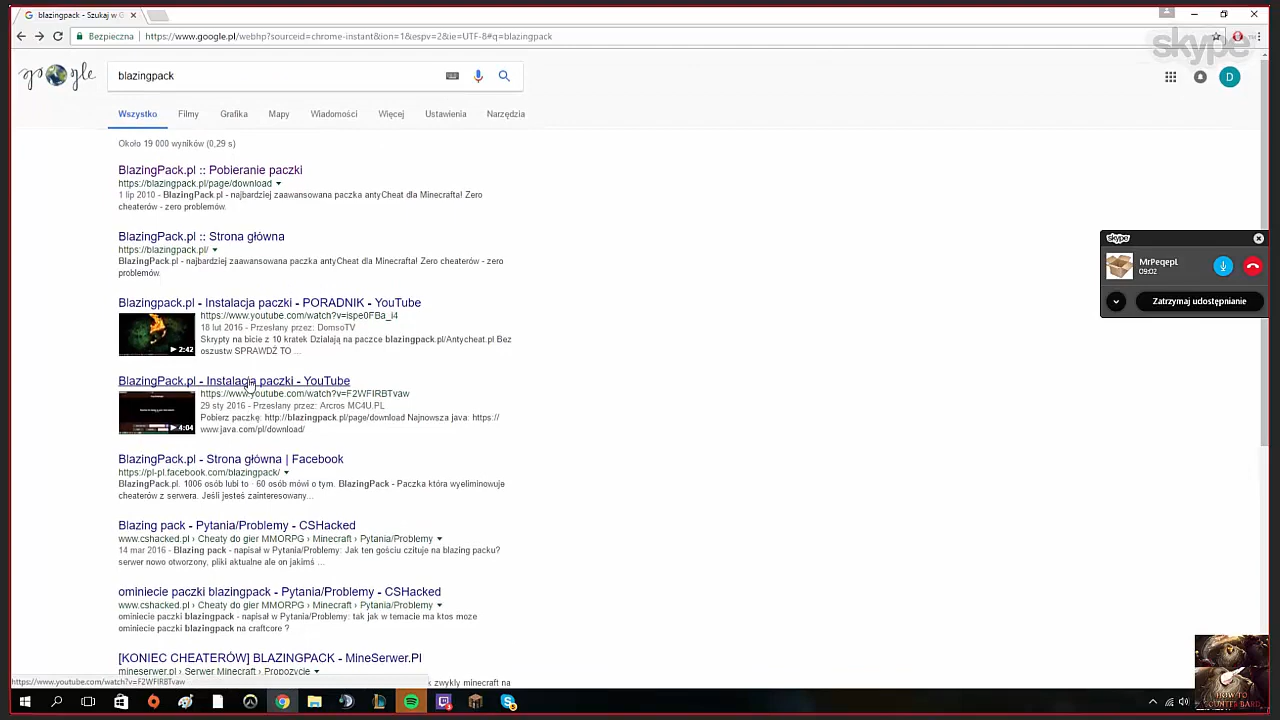 blazingpack - Szukaj w G
Bezpieczna
https://www.google.pl/webhp?sourceid=chrome-instant&ion=1&espv=2&ie=UTF-8#q=blazingpack
skype
blazingpack
D
Wszystko Filmy Grafika Mapy Wiadomości Więcej Ustawienia Narzędzia
Około 19 000 wyników (0,29 s)
BlazingPack.pl :: Pobieranie paczki
https://blazingpack.pl/page/download
1 lip 2010 - BlazingPack.pl - najbardziej zaawansowana paczka antyCheat dla Minecrafta! Zero
cheaterów - zero problemów.
BlazingPack.pl :: Strona główna
https://blazingpack.pl/
BlazingPack.pl - najbardziej zaawansowana paczka antyCheat dla Minecrafta! Zero cheaterów - zero
problemów.
skype
MrPeqepL
09:02
Zatrzymaj udostępnianie
Blazingpack.pl - Instalacja paczki - PORADNIK - YouTube
https://www.youtube.com/watch?v=ispe0FBa_i4
18 lut 2016 - Przesłany przez: DomsoTV
Skrypty na bicie z 10 kratek Dzialają na paczce blazingpack.pl/Antycheat.pl Bez
oszustw SPRAWDŹ TO ...
2:42
BlazingPack.pl - Instalacja paczki - YouTube
https://www.youtube.com/watch?v=F2WFIRBTvaw
29 sty 2016 - Przesłany przez: Arcros MC4U.PL
Pobierz paczkę: http://blazingpack.pl/page/download Najnowsza java: https://
www.java.com/pl/download/
4:04
BlazingPack.pl - Strona główna | Facebook
https://pl-pl.facebook.com/blazingpack/
BlazingPack.pl. 1006 osób lubi to · 60 osób mówi o tym. BlazingPack - Paczka która wyeliminowuje
cheaterów z serwera. Jeśli jesteś zainteresowany...
Blazing pack - Pytania/Problemy - CSHacked
www.cshacked.pl › Cheaty do gier MMORPG › Minecraft › Pytania/Problemy
14 mar 2016 - Blazing pack - napisał w Pytania/Problemy: Jak ten gościu czituje na blazing packu?
serwer nowo otworzony, pliki aktualne ale on jakimś ...
ominiecie paczki blazingpack - Pytania/Problemy - CSHacked
www.cshacked.pl › Cheaty do gier MMORPG › Minecraft › Pytania/Problemy
ominiecie paczki blazingpack - napisał w Pytania/Problemy: tak jak w temacie ma ktos moze
ominiecie paczki blazingpack na craftcore ?
[KONIEC CHEATERÓW] BLAZINGPACK - MineSerwer.Pl
mineserwer.pl › Serwer Minecraft › Propozycje
zwykły minecraft na
https://www.youtube.com/watch?v=F2WFIRBTvaw
HOW TO
COUNTER BARD